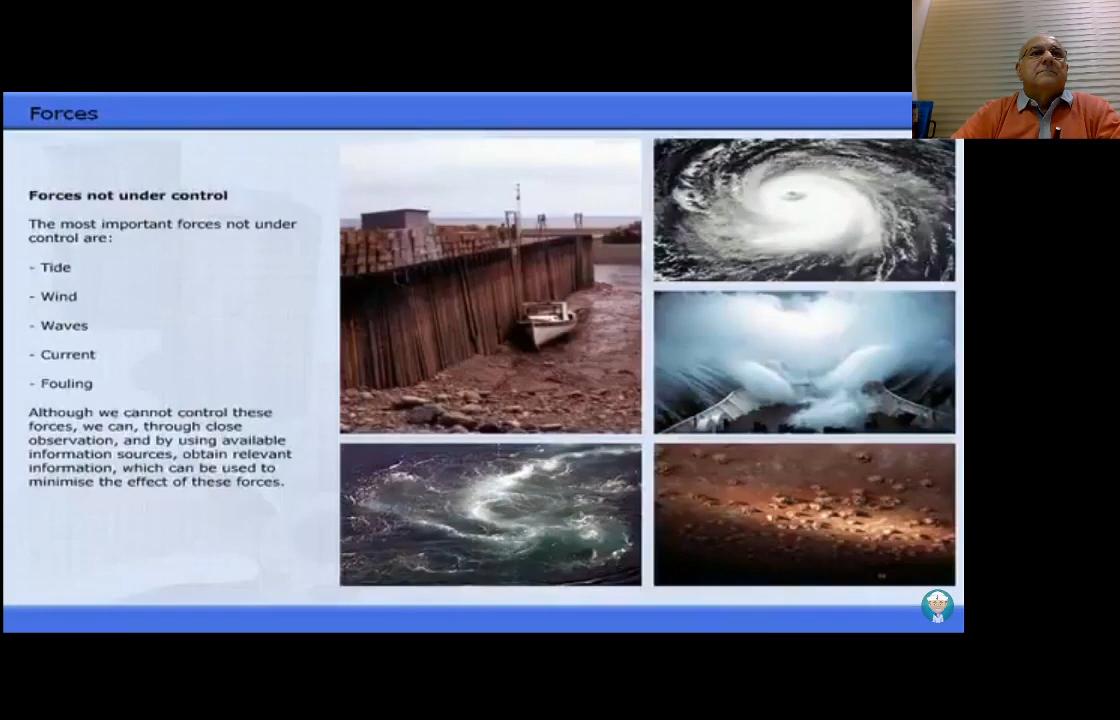 Forces
Forces not under control
The most important forces not under
control are:
- Tide
- Wind
- Waves
- Current
- Fouling
Although we cannot control these
forces, we can, through close
observation, and by using available
information sources, obtain relevant
information, which can be used to
minimise the effect of these forces.